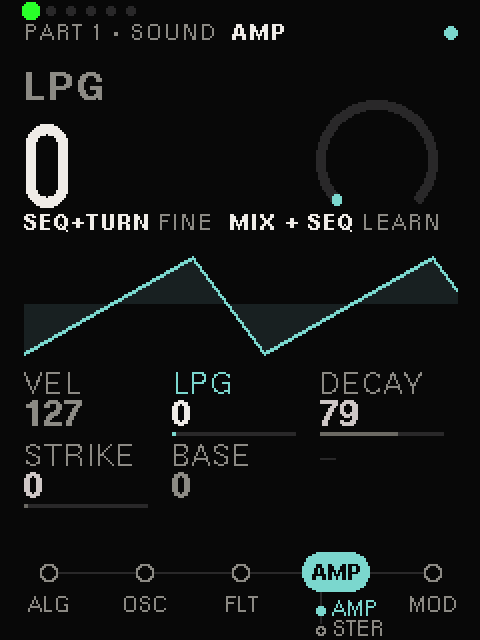 PART 1 · SOUND AMP
LPG
0
SEQ+TURN FINE MIX + SEQ LEARN
VEL LPG DECAY
127 0 79
STRIKE BASE —
0 0
AMP
ALG OSC FLT AMP MOD
STER